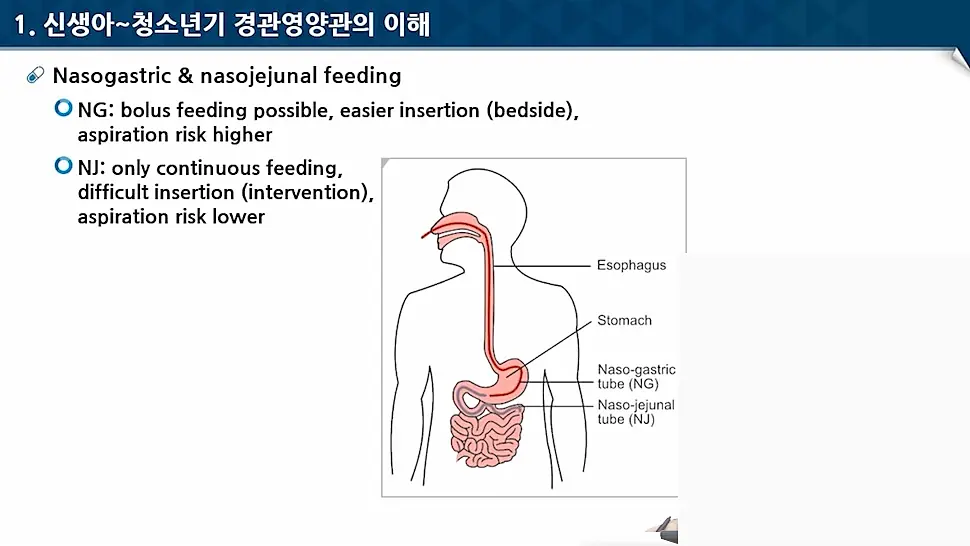 1. 신생아~청소년기 경관영양관의 이해
Nasogastric & nasojejunal feeding
NG: bolus feeding possible, easier insertion (bedside),
aspiration risk higher
NJ: only continuous feeding,
difficult insertion (intervention),
aspiration risk lower
Esophagus
Stomach
Naso-gastric
tube (NG)
Naso-jejunal
tube (NJ)